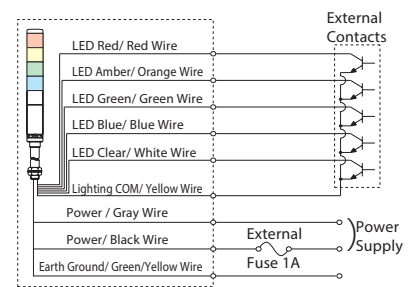 External
Contacts
LED Red/ Red Wire
LED Amber/ Orange Wire
LED Green/ Green Wire
LED Blue/ Blue Wire
LED Clear/ White Wire
Lighting COM/ Yellow Wire
Power / Gray Wire
Power/ Black Wire
External
Fuse 1A
Power
Supply
Earth Ground/ Green/Yellow Wire